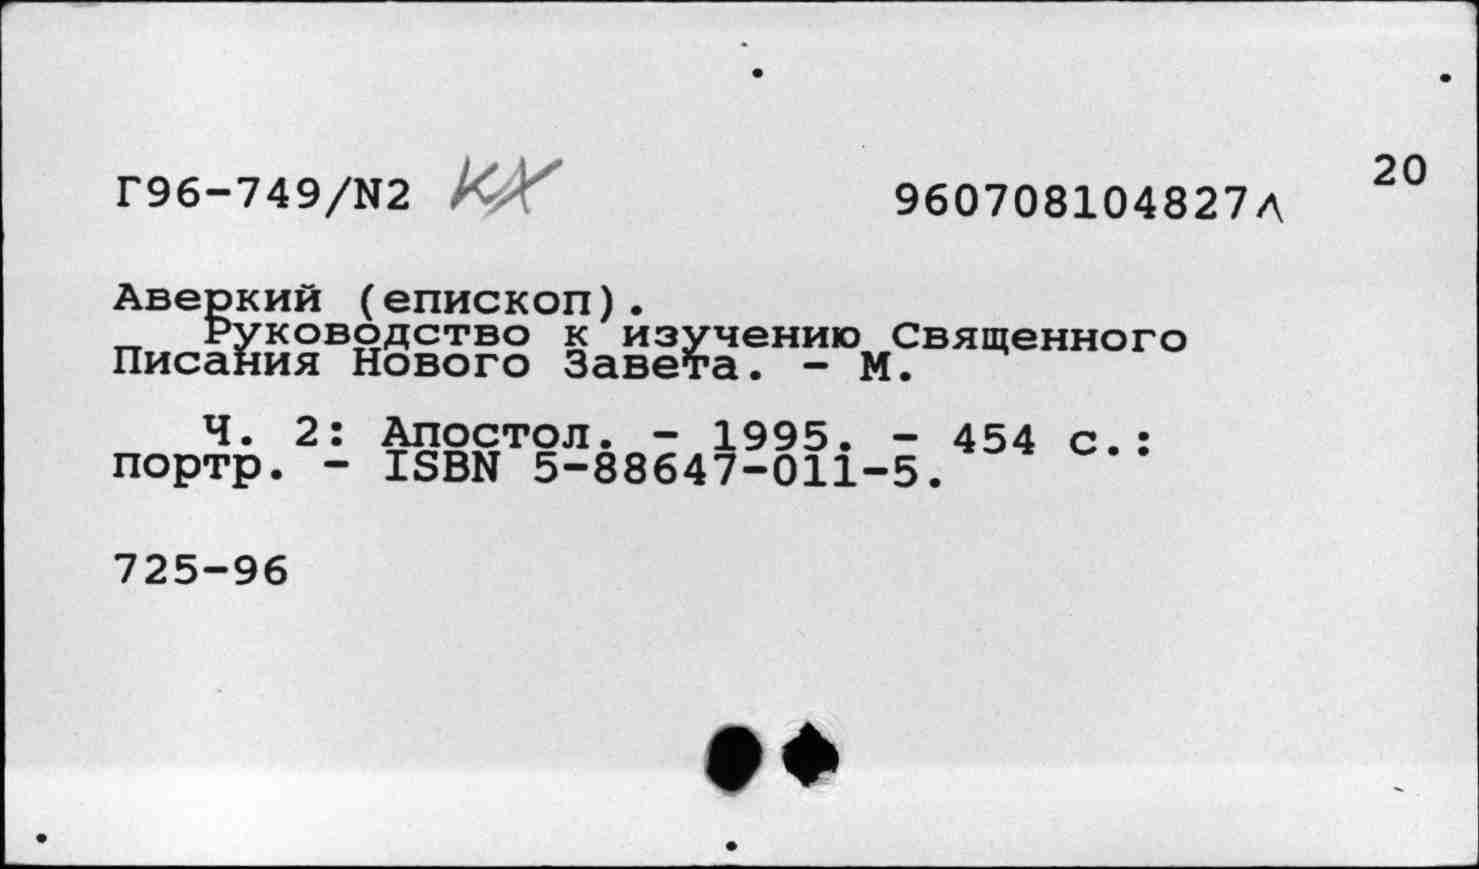 Г96-749/N2 КХ 960708104827л 20
Аверкий (епископ).
Руководство к изучению Священного
Писания Нового Завета. - М.
Ч. 2: Апостол. - 1995. - 454 с.:
портр. - ISBN 5-88647-011-5.
725-96